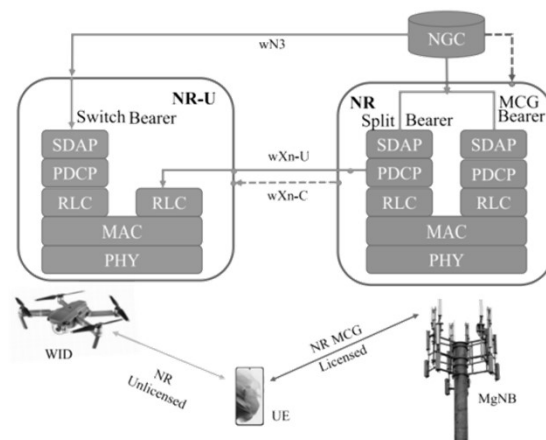 NGC
wN3
NR-U
NR
Switch Bearer
Split Bearer
MCG
Bearer
SDAP
SDAP
SDAP
PDCP
PDCP
PDCP
wXn-U
RLC
RLC
RLC
RLC
wXn-C
MAC
MAC
PHY
PHY
WID
NR
Unlicensed
UE
NR MCG
Licensed
MgNB